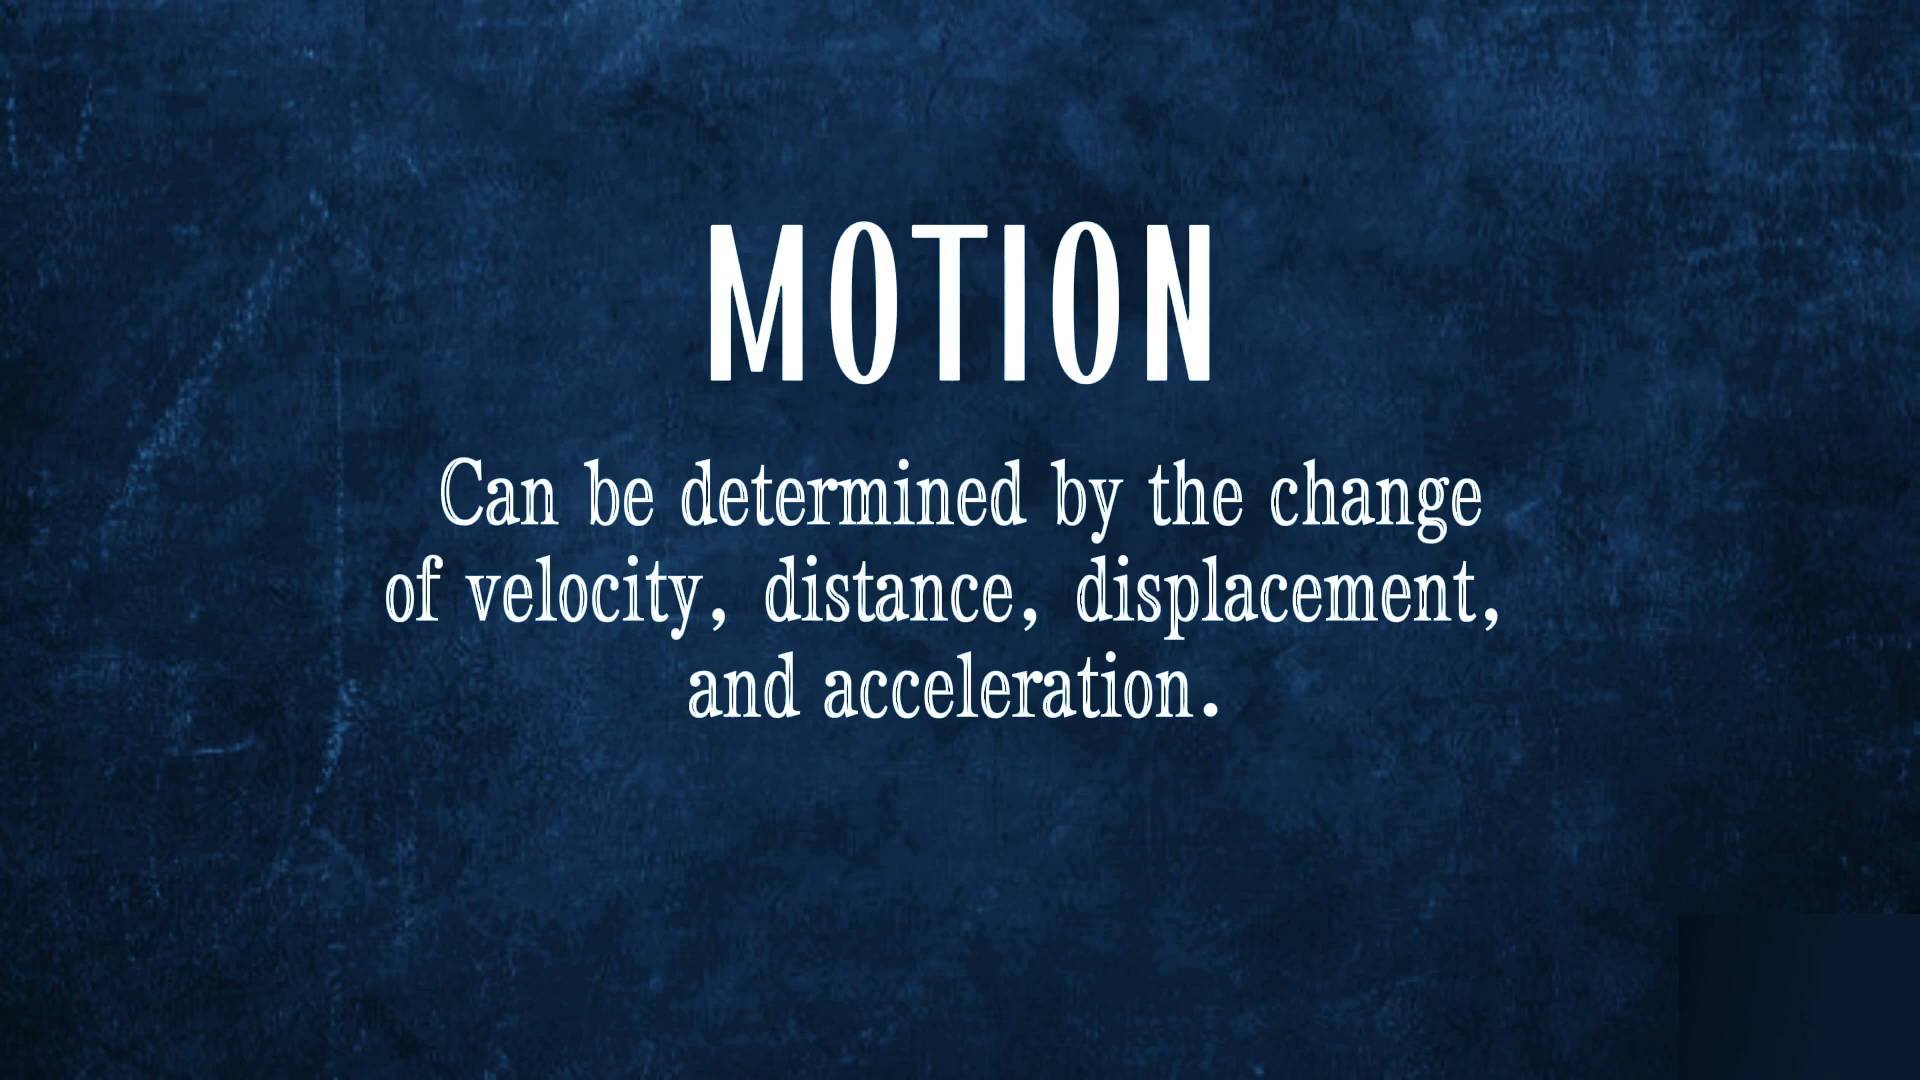 MOTION
Can be determined by the change
of velocity, distance, displacement,
and acceleration.